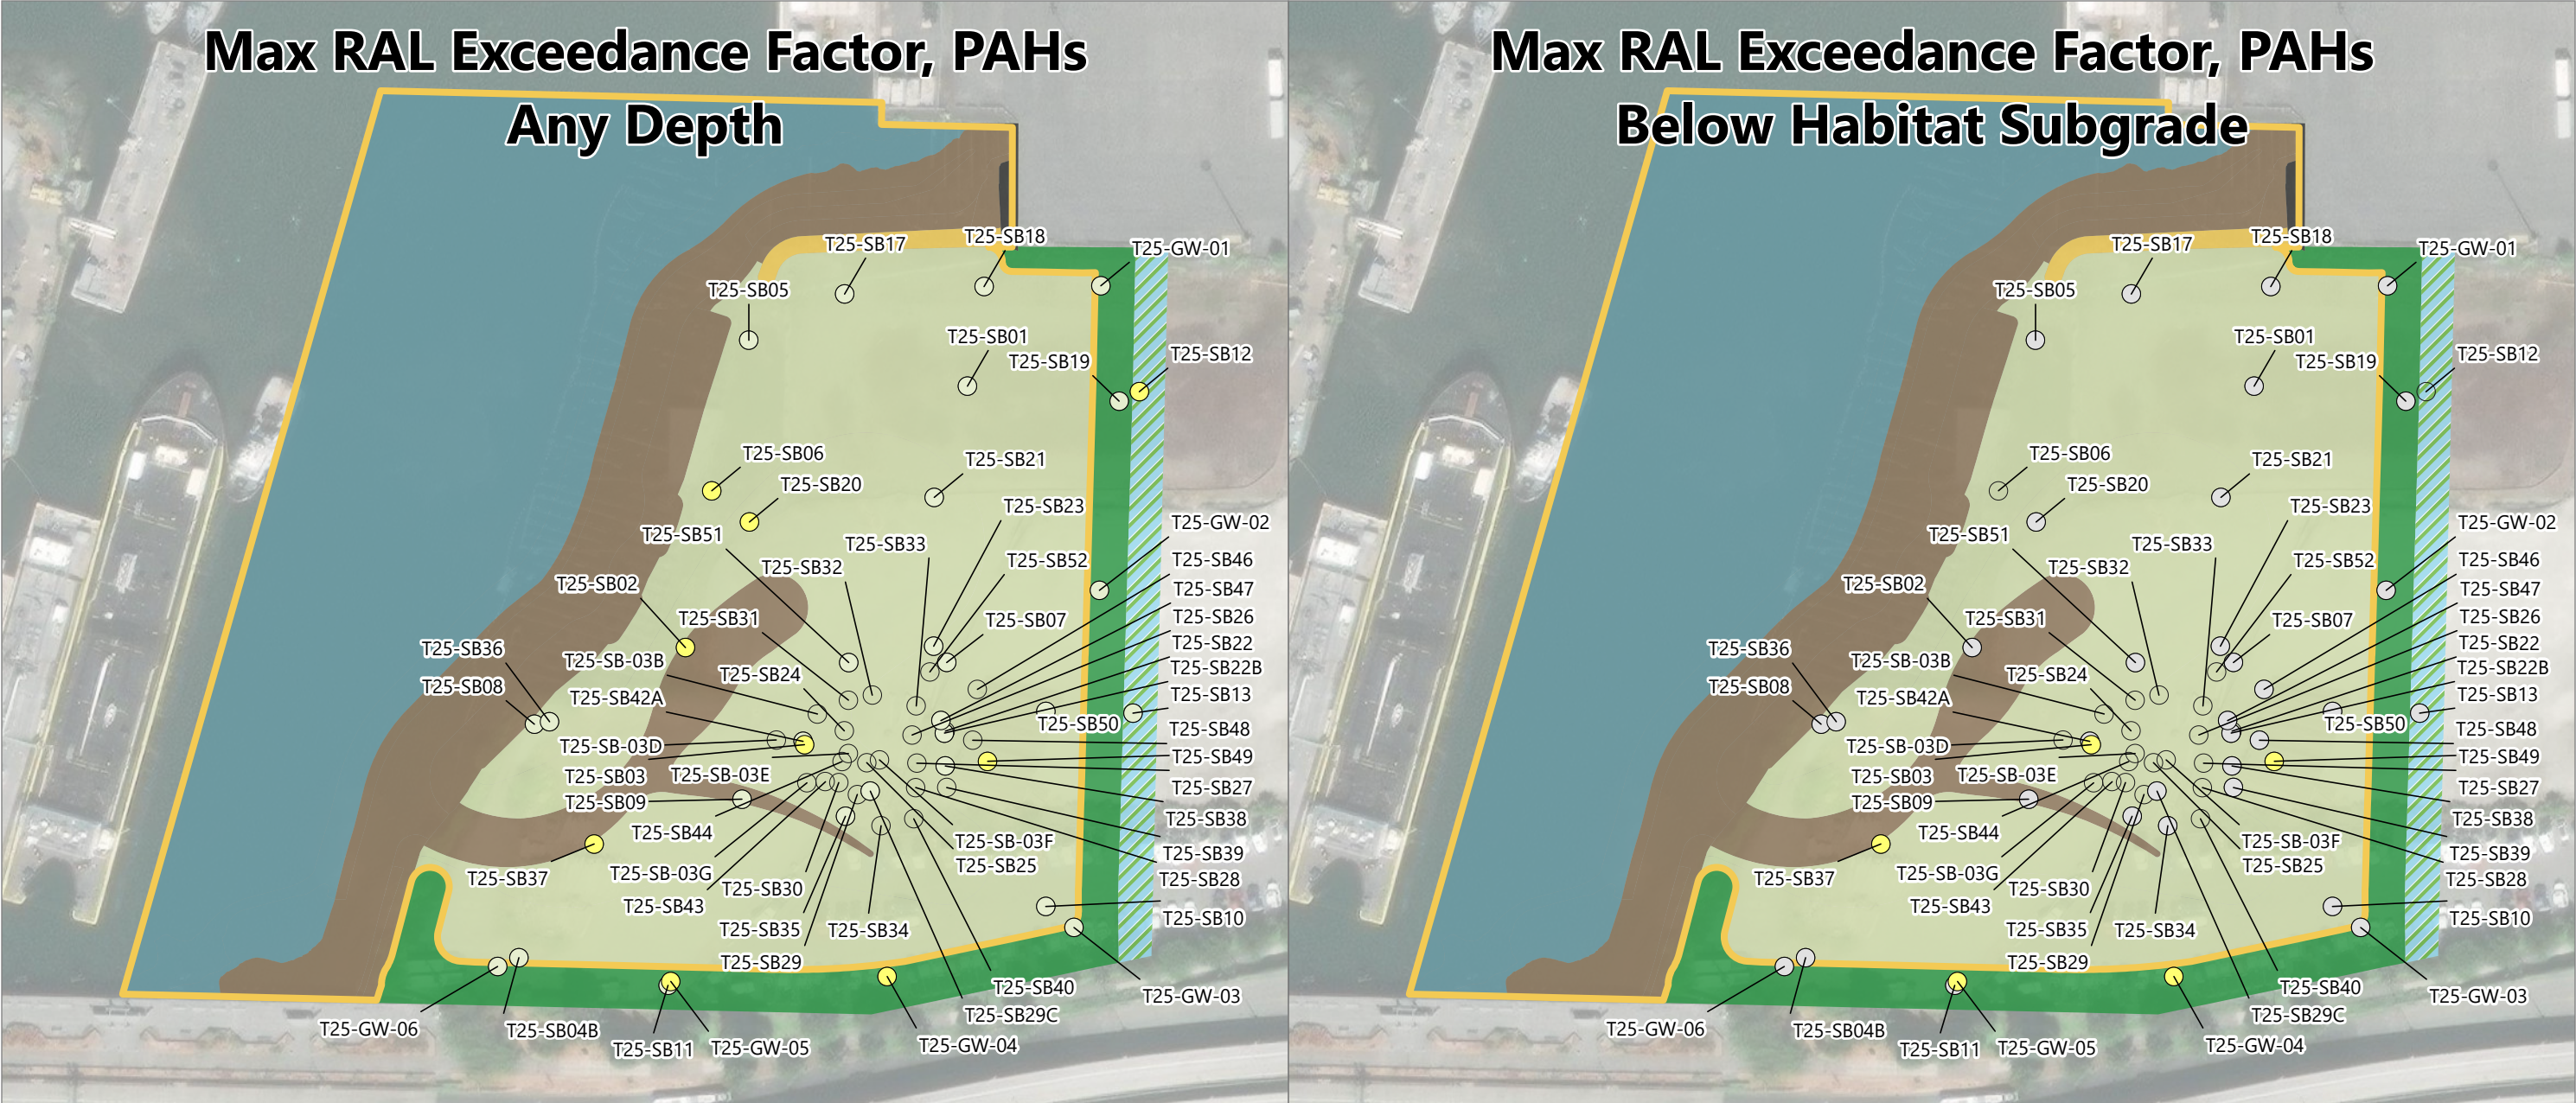 Max RAL Exceedance Factor, PAHs
Any Depth
T25-SB17
T25-SB18
T25-GW-01
T25-SB05
T25-SB01
T25-SB19
T25-SB12
T25-SB06
T25-SB21
T25-SB20
T25-SB23
T25-GW-02
T25-SB51
T25-SB33
T25-SB52
T25-SB46
T25-SB32
T25-SB02
T25-SB47
T25-SB31
T25-SB07
T25-SB26
T25-SB22
T25-SB36
T25-SB-03B
T25-SB24
T25-SB22B
T25-SB08
T25-SB42A
T25-SB13
T25-SB50
T25-SB48
T25-SB-03D
T25-SB49
T25-SB03
T25-SB-03E
T25-SB27
T25-SB09
T25-SB38
T25-SB44
T25-SB-03F
T25-SB39
T25-SB25
T25-SB37
T25-SB-03G
T25-SB28
T25-SB30
T25-SB43
T25-SB10
T25-SB35
T25-SB34
T25-SB29
T25-SB40
T25-GW-03
T25-SB29C
T25-GW-06
T25-SB04B
T25-SB11
T25-GW-05
T25-GW-04
Max RAL Exceedance Factor, PAHs
Below Habitat Subgrade
T25-SB17
T25-SB18
T25-GW-01
T25-SB05
T25-SB01
T25-SB19
T25-SB12
T25-SB06
T25-SB21
T25-SB20
T25-SB23
T25-GW-02
T25-SB51
T25-SB33
T25-SB52
T25-SB46
T25-SB32
T25-SB02
T25-SB47
T25-SB31
T25-SB07
T25-SB26
T25-SB22
T25-SB36
T25-SB-03B
T25-SB24
T25-SB22B
T25-SB08
T25-SB42A
T25-SB13
T25-SB50
T25-SB48
T25-SB-03D
T25-SB49
T25-SB03
T25-SB-03E
T25-SB27
T25-SB09
T25-SB38
T25-SB44
T25-SB-03F
T25-SB39
T25-SB25
T25-SB37
T25-SB-03G
T25-SB28
T25-SB30
T25-SB43
T25-SB10
T25-SB35
T25-SB34
T25-SB29
T25-SB40
T25-GW-03
T25-SB29C
T25-GW-06
T25-SB04B
T25-SB11
T25-GW-05
T25-GW-04